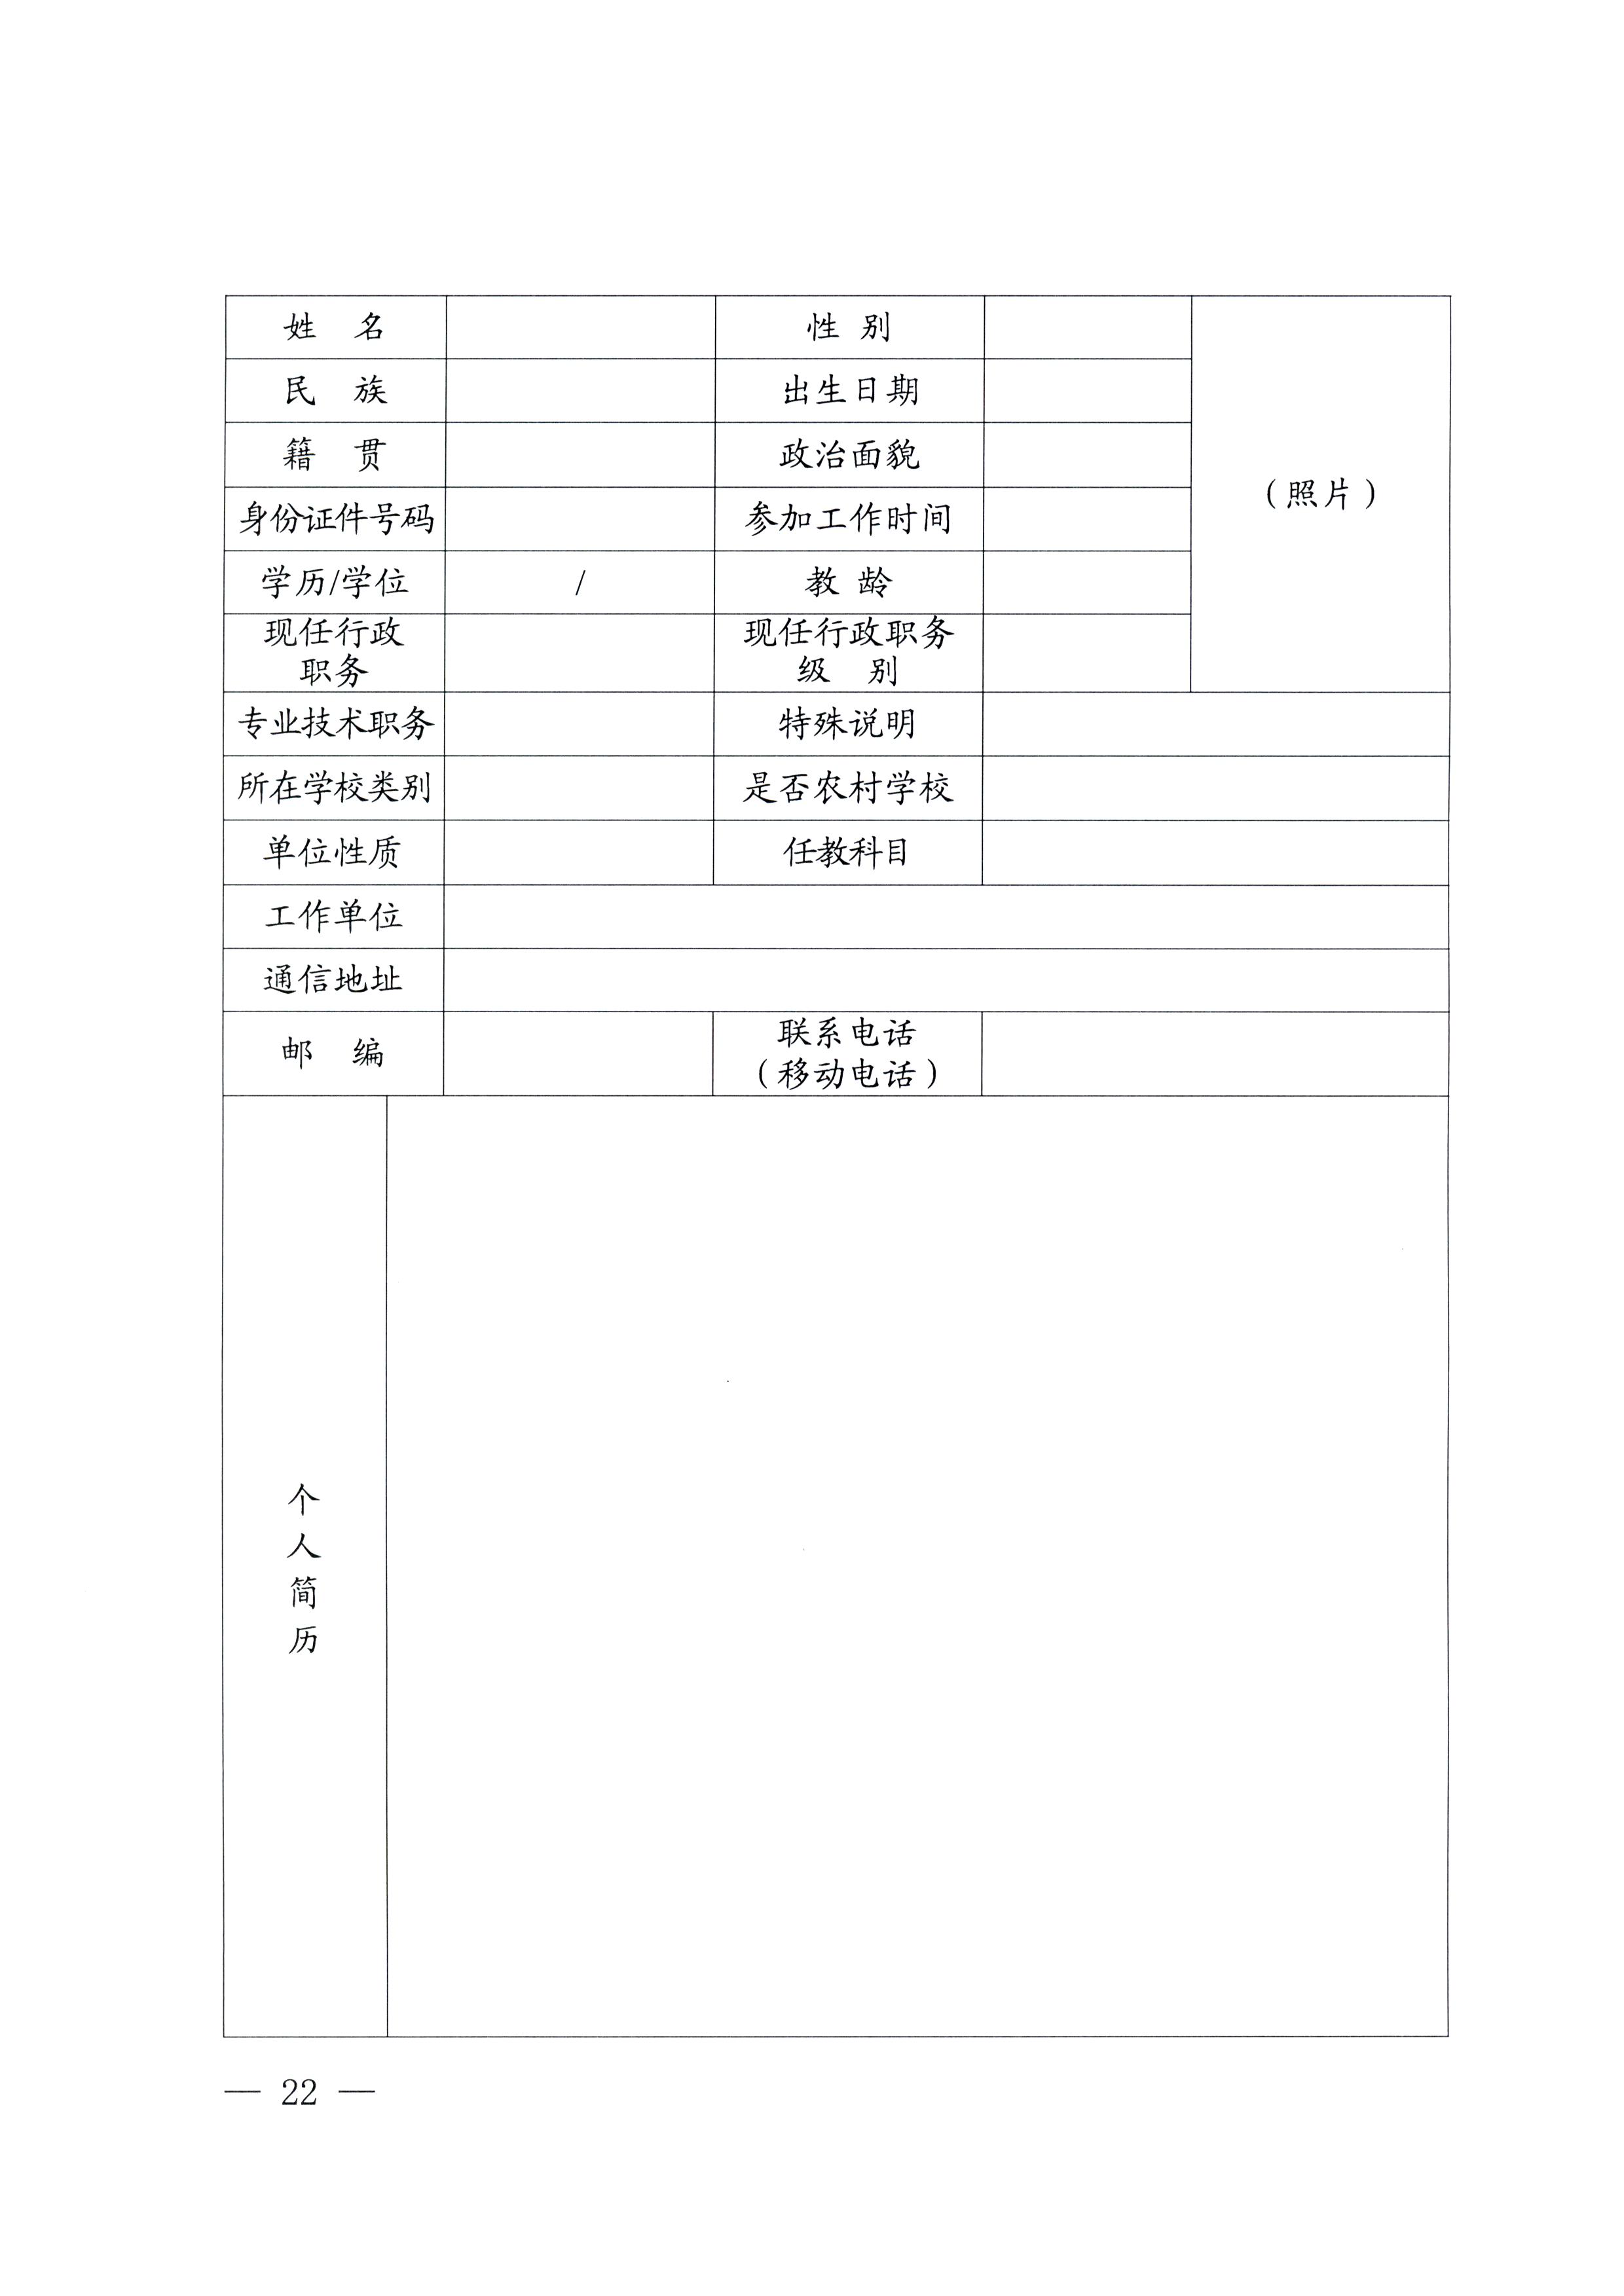 姓 名 性 别
民 族 出生日期
籍 贯 政治面貌
(照片)
身份证件号码 参加工作时间
学历/学位 / 教 龄
现任行政
职务
现任行政职务
级 别
专业技术职务 特殊说明
所在学校类别 是否农村学校
单位性质 任教科目
工作单位
通信地址
邮 编
联系电话
(移动电话)
个
人
简
历
— 22 —